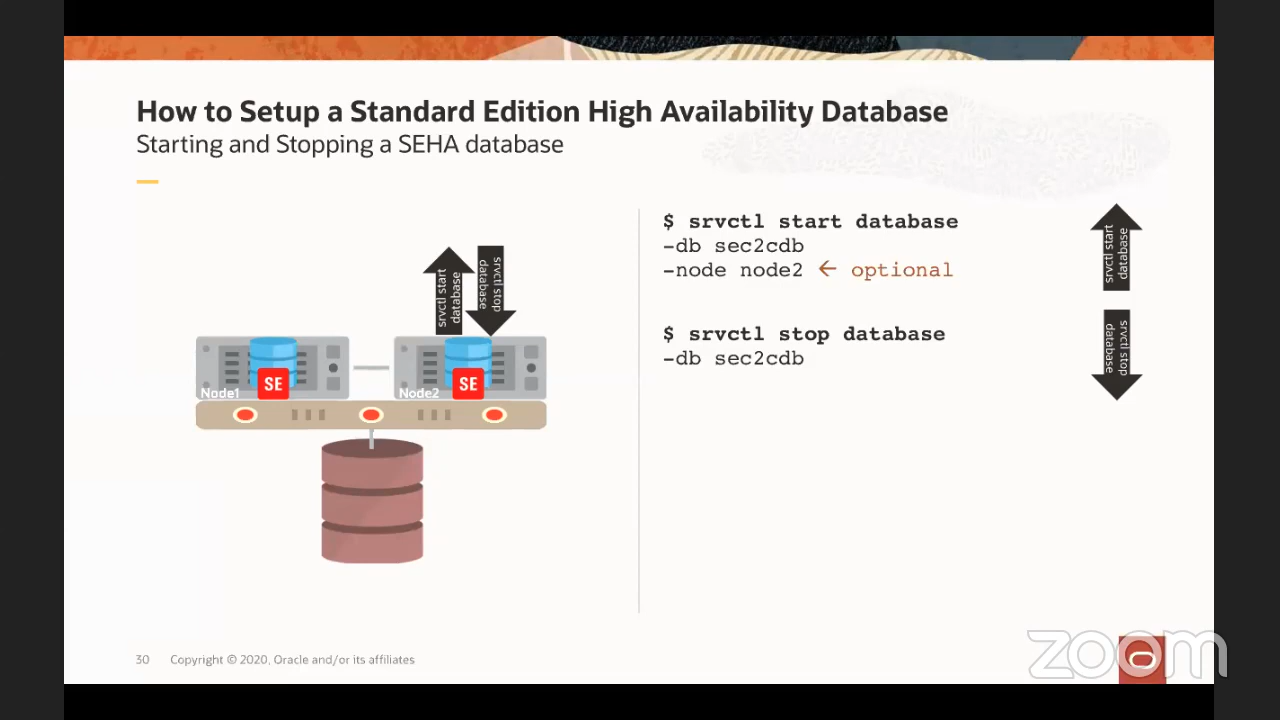 How to Setup a Standard Edition High Availability Database
Starting and Stopping a SEHA database
$ srvctl start database
-db sec2cdb
-node node2 ← optional
$ srvctl stop database
-db sec2cdb
srvctl start
database
srvctl stop
database
srvctl start
database
srvctl stop
database
SE
SE
Node1
Node2
30 Copyright © 2020, Oracle and/or its affiliates
zoom